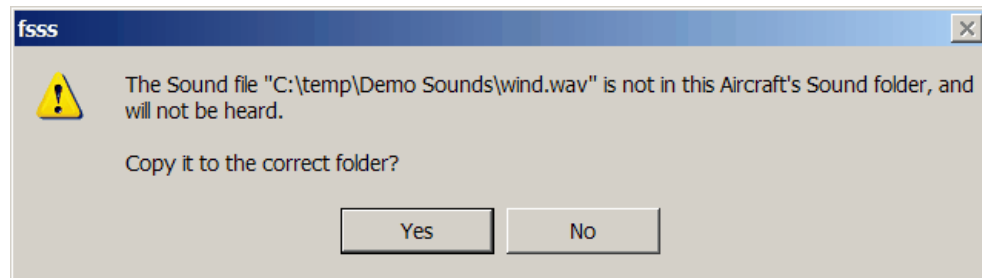 fsss
The Sound file "C:\temp\Demo Sounds\wind.wav" is not in this Aircraft's Sound folder, and
will not be heard.
Copy it to the correct folder?
Yes
No